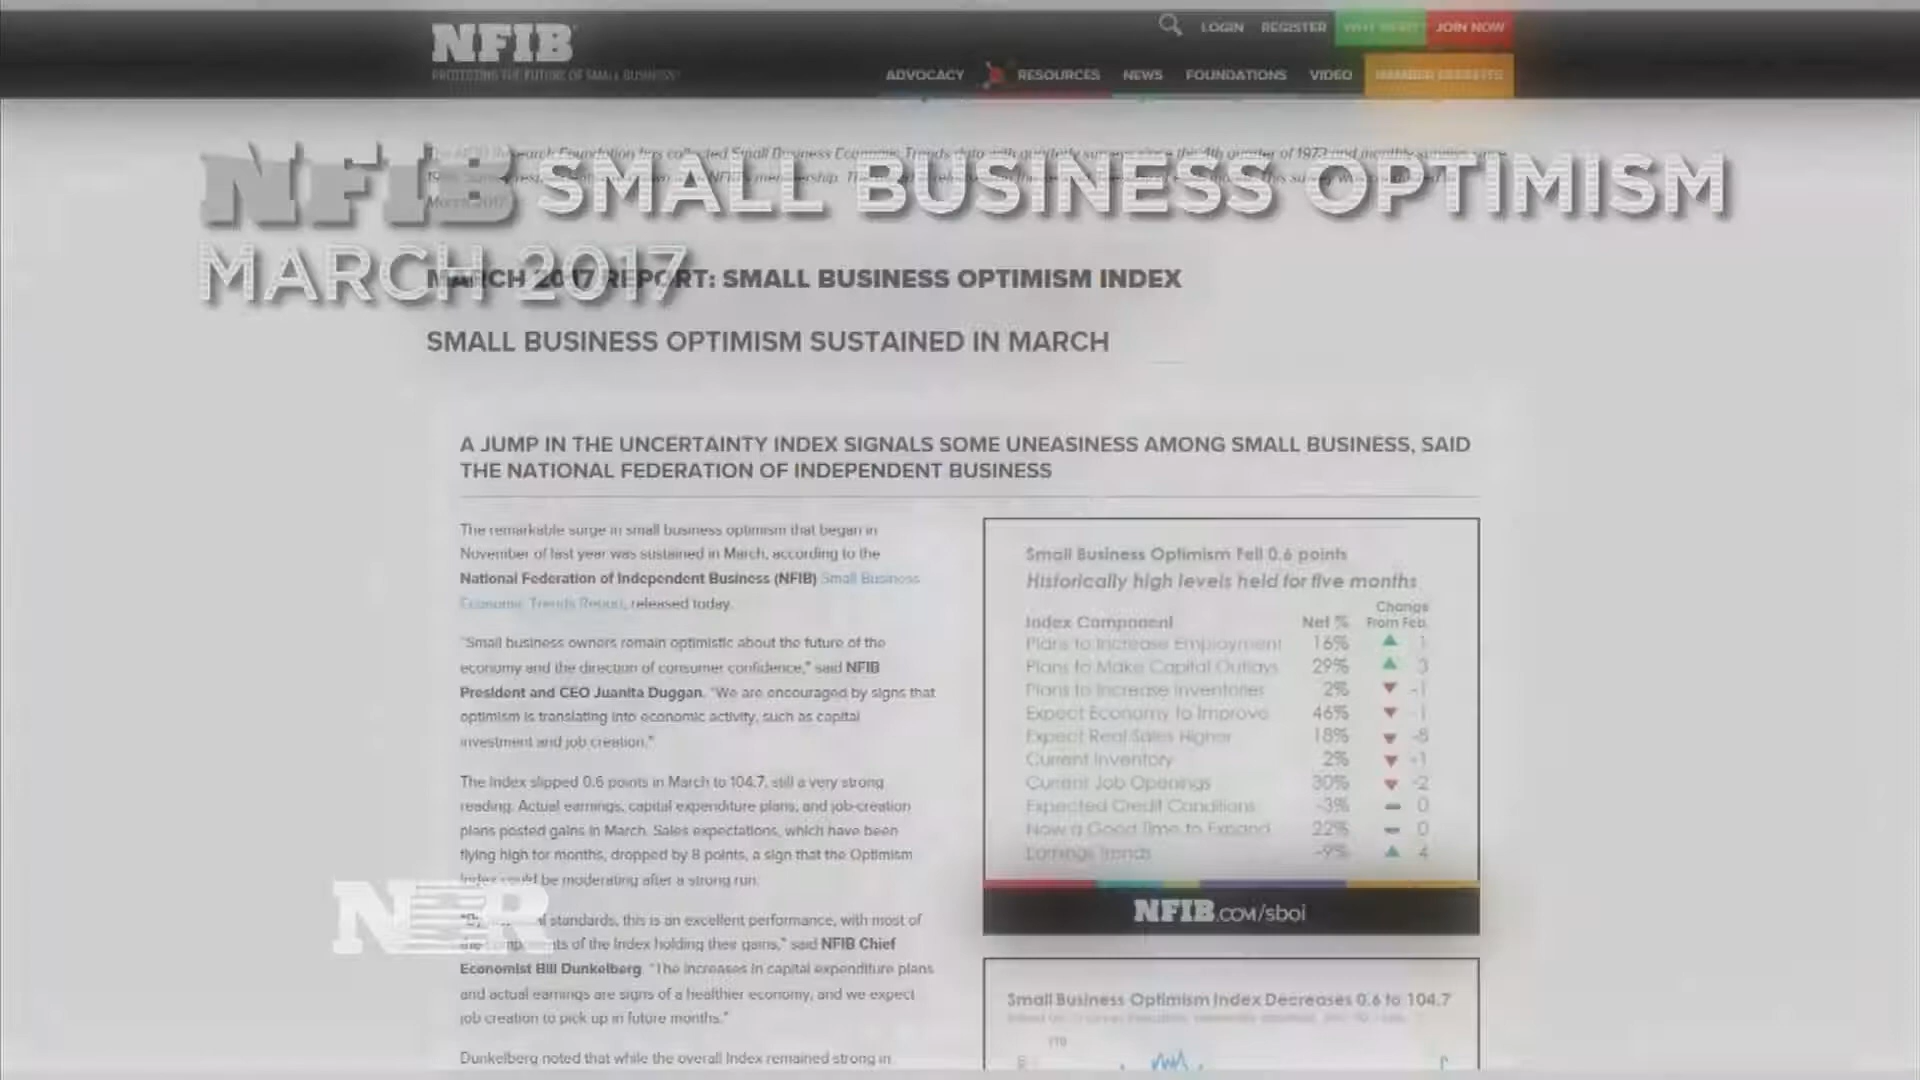 NFIB
PROTECTING THE FUTURE OF SMALL BUSINESS
LOGIN REGISTER JOIN NOW
ADVOCACY RESOURCES NEWS FOUNDATIONS VIDEO MEMBER BENEFITS
NFIB SMALL BUSINESS OPTIMISM
MARCH 2017
MARCH 2017 REPORT: SMALL BUSINESS OPTIMISM INDEX
SMALL BUSINESS OPTIMISM SUSTAINED IN MARCH
A JUMP IN THE UNCERTAINTY INDEX SIGNALS SOME UNEASINESS AMONG SMALL BUSINESS, SAID
THE NATIONAL FEDERATION OF INDEPENDENT BUSINESS
The remarkable surge in small business optimism that began in
November of last year was sustained in March, according to the
National Federation of Independent Business (NFIB) Small Business
Economic Trends Report, released today.
"Small business owners remain optimistic about the future of the
economy and the direction of consumer confidence," said NFIB
President and CEO Juanita Duggan. "We are encouraged by signs that
optimism is translating into economic activity, such as capital
investment and job creation."
The Index slipped 0.6 points in March to 104.7, still a very strong
reading. Actual earnings, capital expenditure plans, and job-creation
plans posted gains in March. Sales expectations, which have been
flying high for months, dropped by 8 points, a sign that the Optimism
Index could be moderating after a strong run.
standards, this is an excellent performance, with most of
the components of the Index holding their gains," said NFIB Chief
Economist Bill Dunkelberg. "The increases in capital expenditure plans
and actual earnings are signs of a healthier economy, and we expect
job creation to pick up in future months."
Dunkelberg noted that while the overall Index remained strong in
NBR
Small Business Optimism Fell 0.6 points
Historically high levels held for five months
Index Component Net % Change From Feb.
Plans to Increase Employment 16% ▲ 1
Plans to Make Capital Outlays 29% ▲ 3
Plans to Increase Inventories 2% ▼ -1
Expect Economy to Improve 46% ▼ -1
Expect Real Sales Higher 18% ▼ -8
Current Inventory 2% ▼ -1
Current Job Openings 30% ▼ -2
Expected Credit Conditions -3% 0
Now a Good Time to Expand 22% 0
Earnings Trends -9% ▲ 4
NFIB.COM/sboi
Small Business Optimism Index Decreases 0.6 to 104.7
110